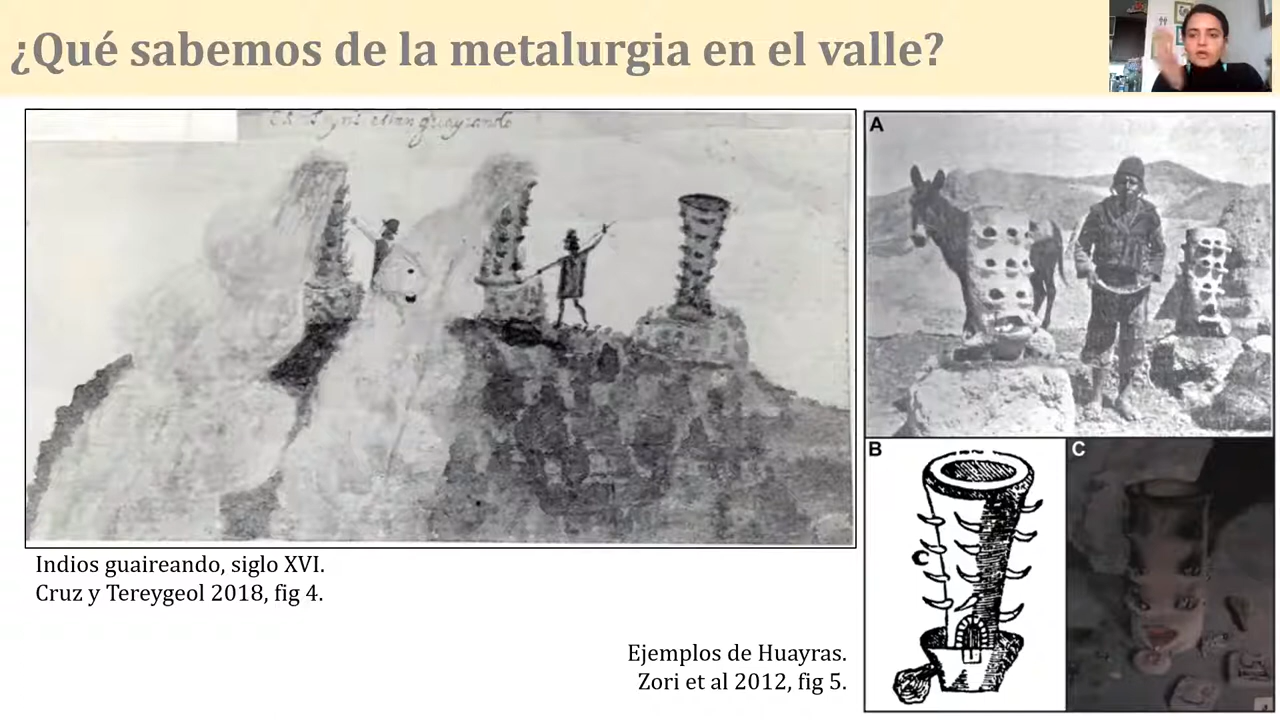 ¿Qué sabemos de la metalurgia en el valle?
A
Indios guaireando, siglo XVI.
Cruz y Tereygeol 2018, fig 4.
Ejemplos de Huayras.
Zori et al 2012, fig 5.
B
C
C